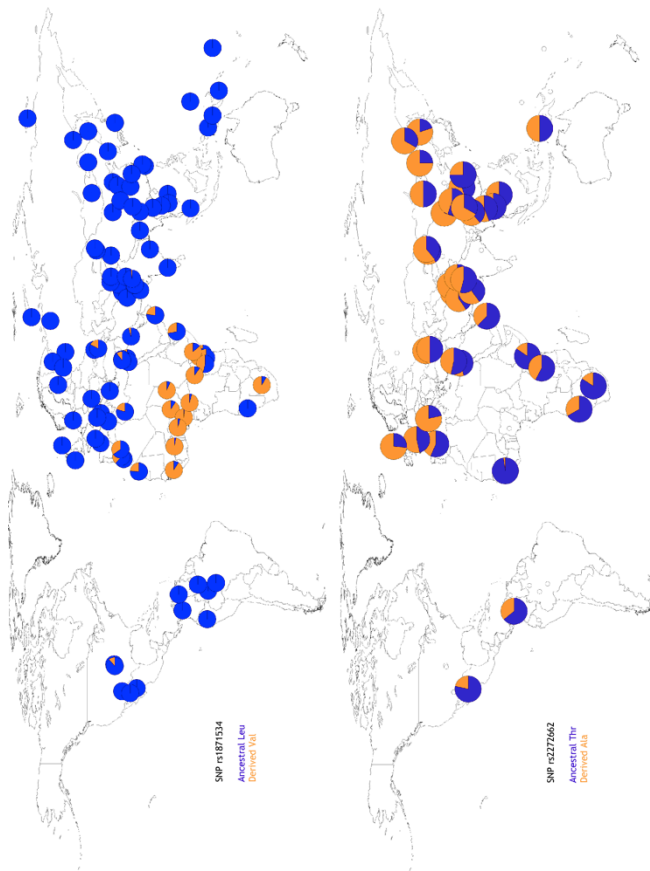 SNP rs1871534
Ancestral Leu
Derived Val
SNP rs2272662
Ancestral Thr
Derived Ala